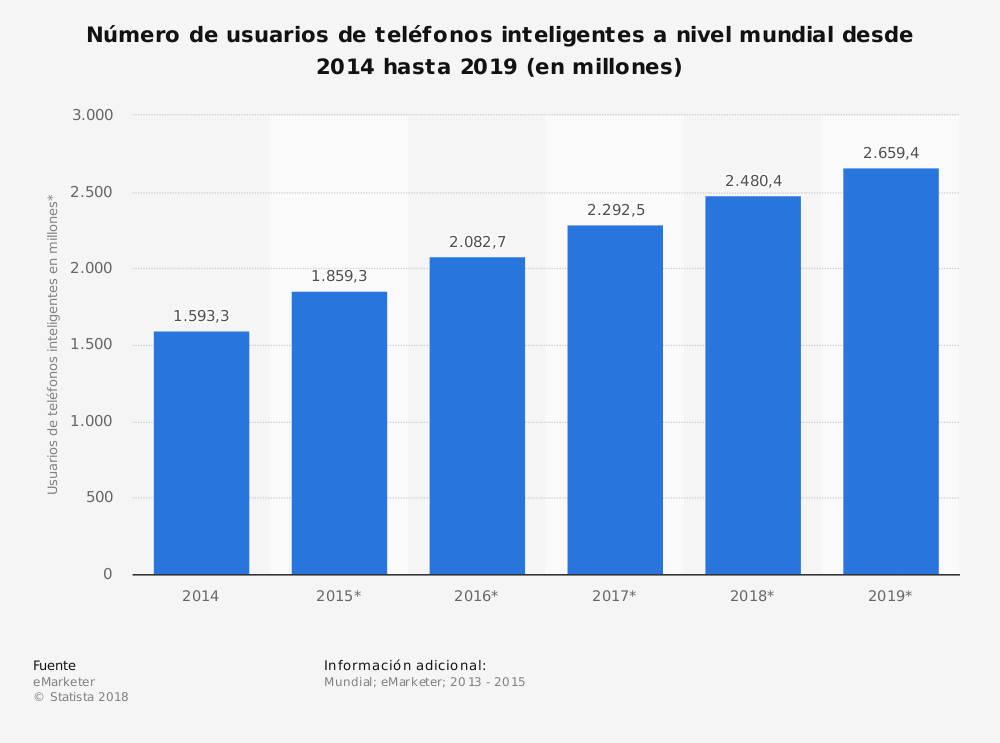 Número de usuarios de teléfonos inteligentes a nivel mundial desde
2014 hasta 2019 (en millones)
Usuarios de teléfonos inteligentes en millones*
3.000
2.500
2.000
1.500
1.000
500
0
1.593,3
1.859,3
2.082,7
2.292,5
2.480,4
2.659,4
2014
2015*
2016*
2017*
2018*
2019*
Fuente
eMarketer
© Statista 2018
Información adicional:
Mundial; eMarketer; 2013 - 2015